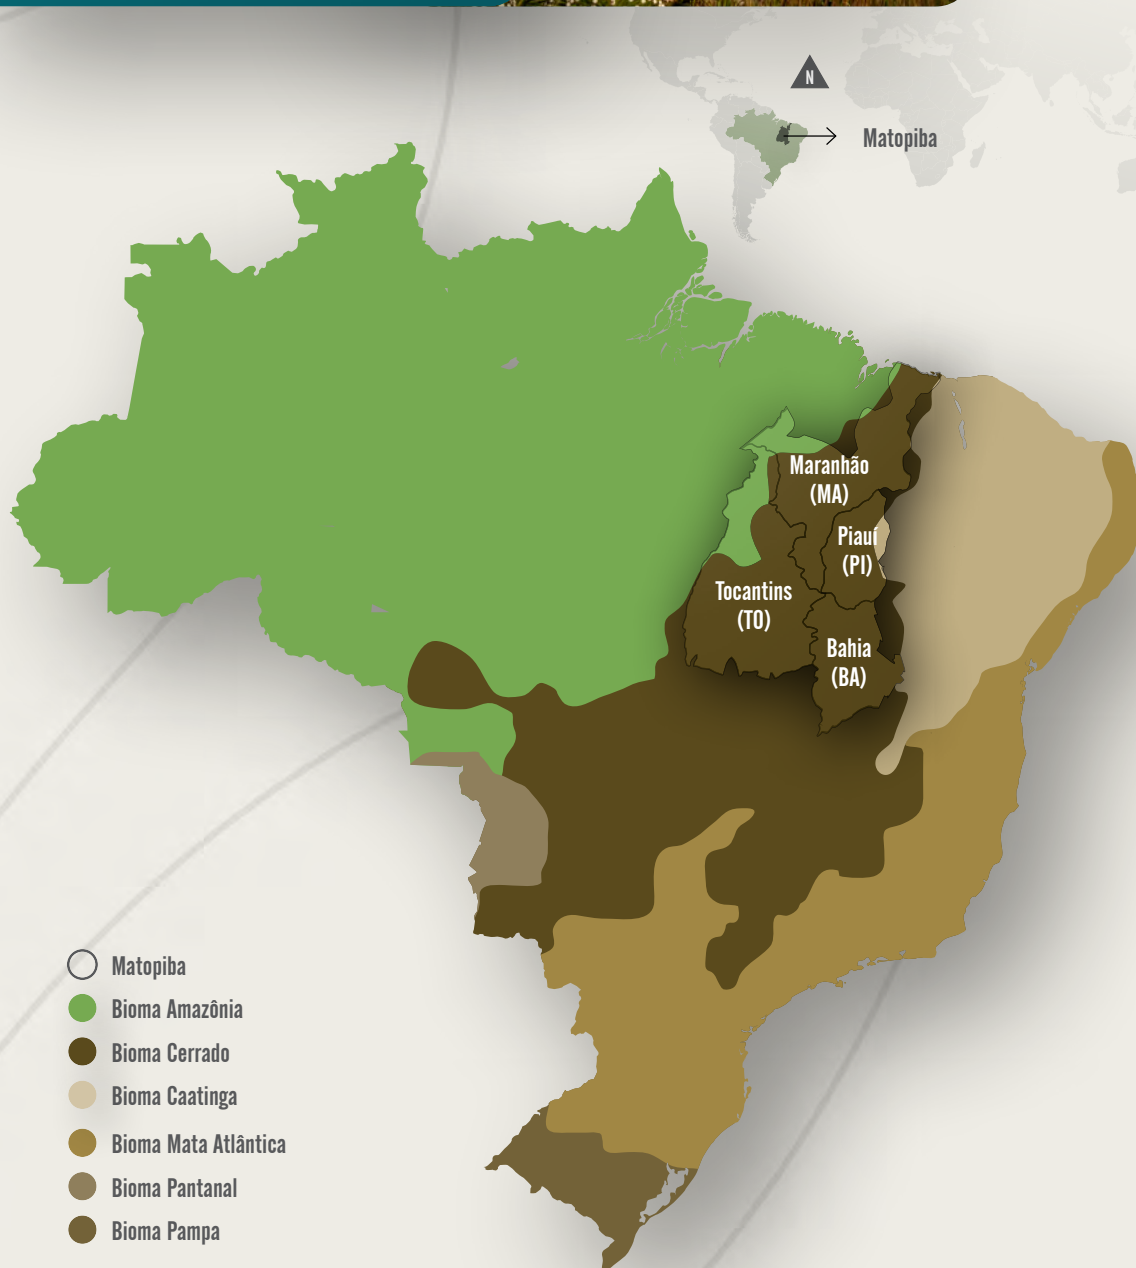 N
Matopiba
Maranhão
(MA)
Piauí
(PI)
Tocantins
(TO)
Bahia
(BA)
Matopiba
Bioma Amazônia
Bioma Cerrado
Bioma Caatinga
Bioma Mata Atlântica
Bioma Pantanal
Bioma Pampa